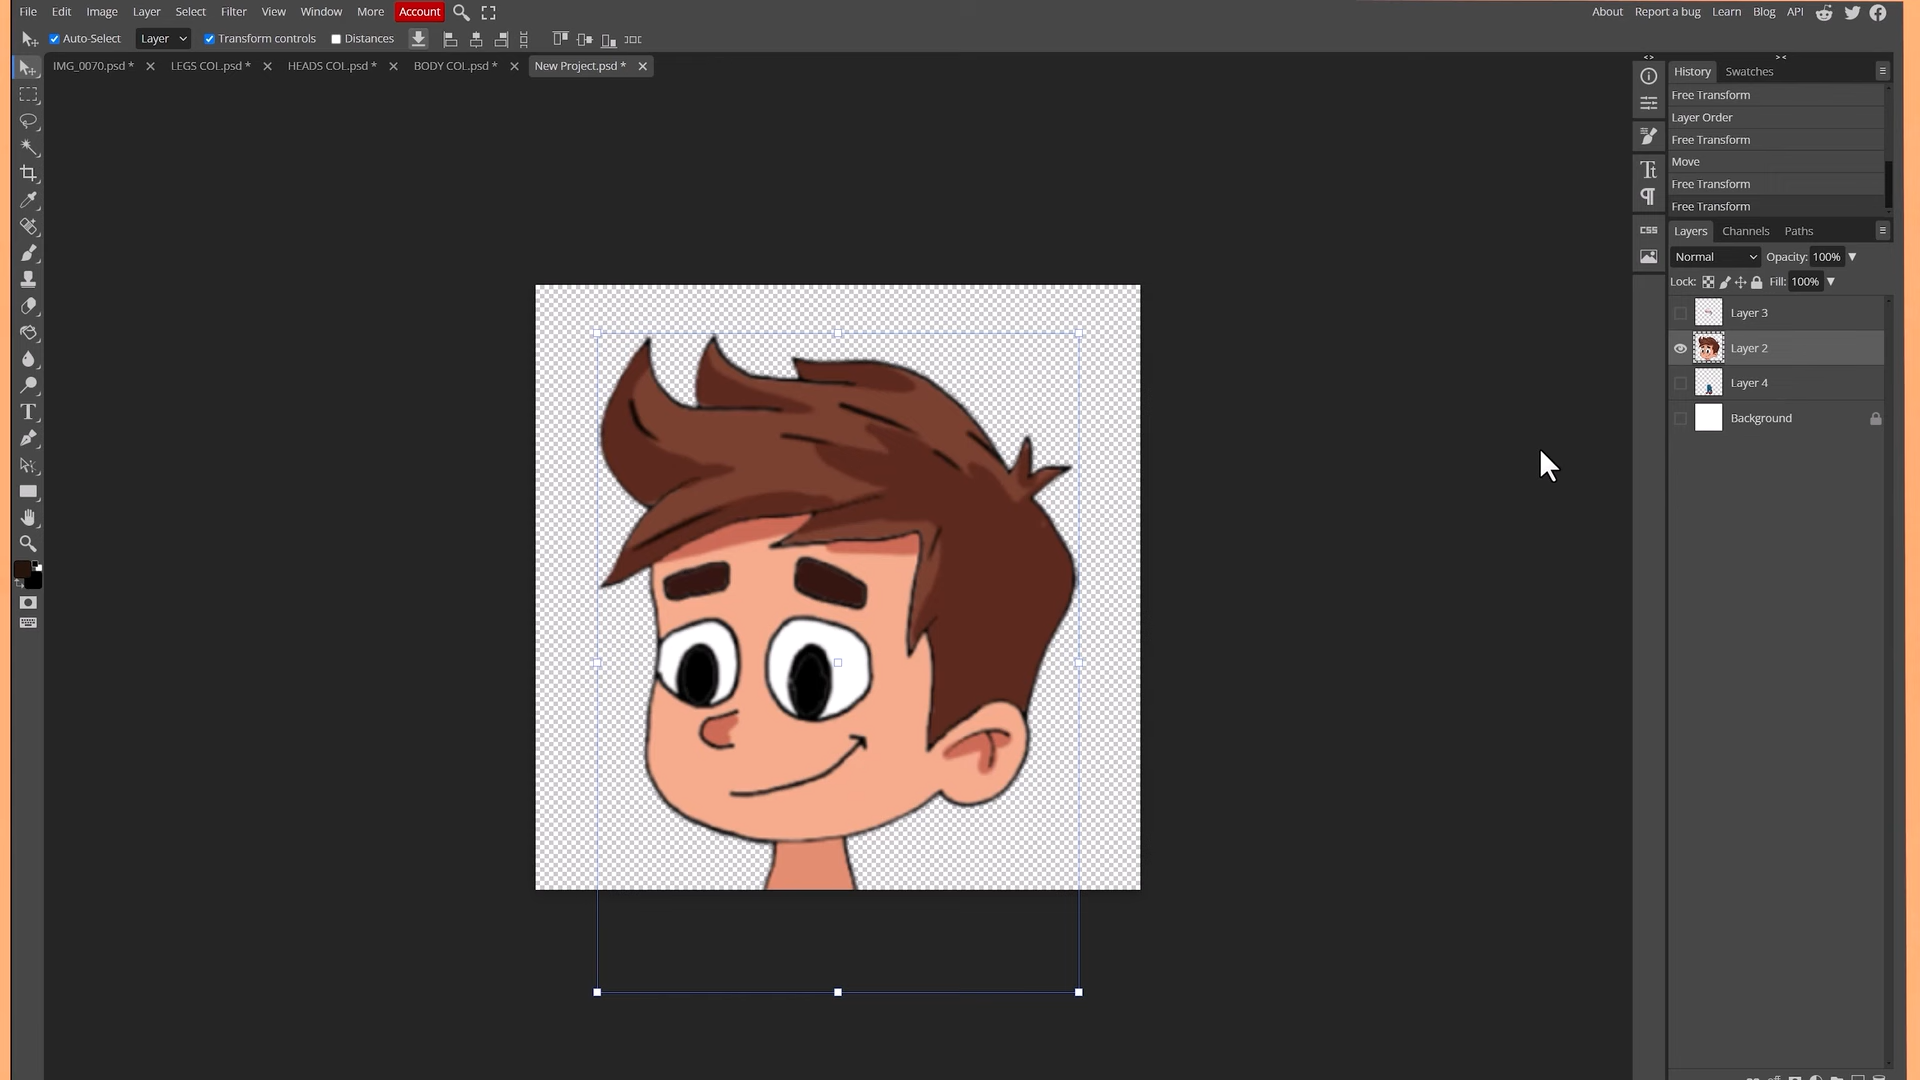 File Edit Image Layer Select Filter View Window More Account About Report a bug Learn Blog API
Auto-Select Layer Transform controls Distances
IMG_0070.psd * LEGS COL.psd * HEADS COL.psd * BODY COL.psd * New Project.psd *
History Swatches
Free Transform
Layer Order
Free Transform
Move
Free Transform
Free Transform
Layers Channels Paths
CSS
Normal Opacity: 100%
Lock: Fill: 100%
Layer 3
Layer 2
Layer 4
Background